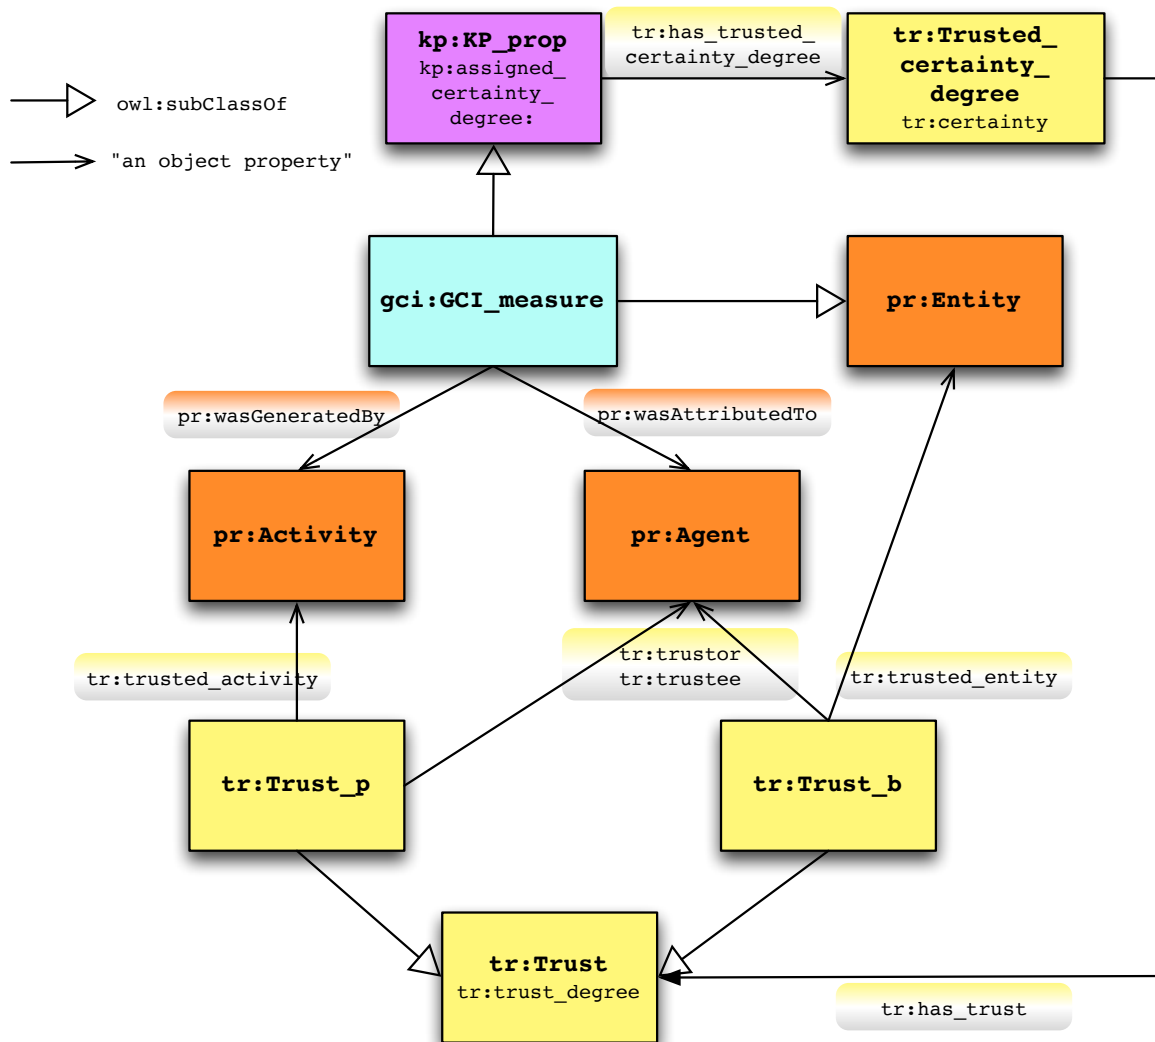 kp:KP_prop
kp:assigned_
certainty_
degree:
tr:has_trusted_
certainty_degree
tr:Trusted_
certainty_
degree
tr:certainty
owl:subClassOf
"an object property"
gci:GCI_measure
pr:Entity
pr:wasGeneratedBy
pr:wasAttributedTo
pr:Activity
pr:Agent
tr:trusted_activity
tr:trustor
tr:trustee
tr:trusted_entity
tr:Trust_p
tr:Trust_b
tr:Trust
tr:trust_degree
tr:has_trust